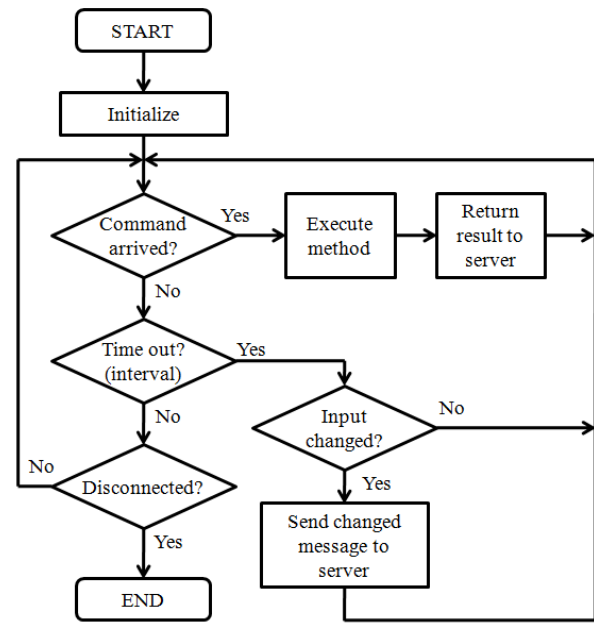 START
Initialize
Command
arrived?
Yes
Execute
method
Return
result to
server
No
Time out?
(interval)
Yes
No
Input
changed?
No
Yes
Disconnected?
No
Yes
Send changed
message to
server
END